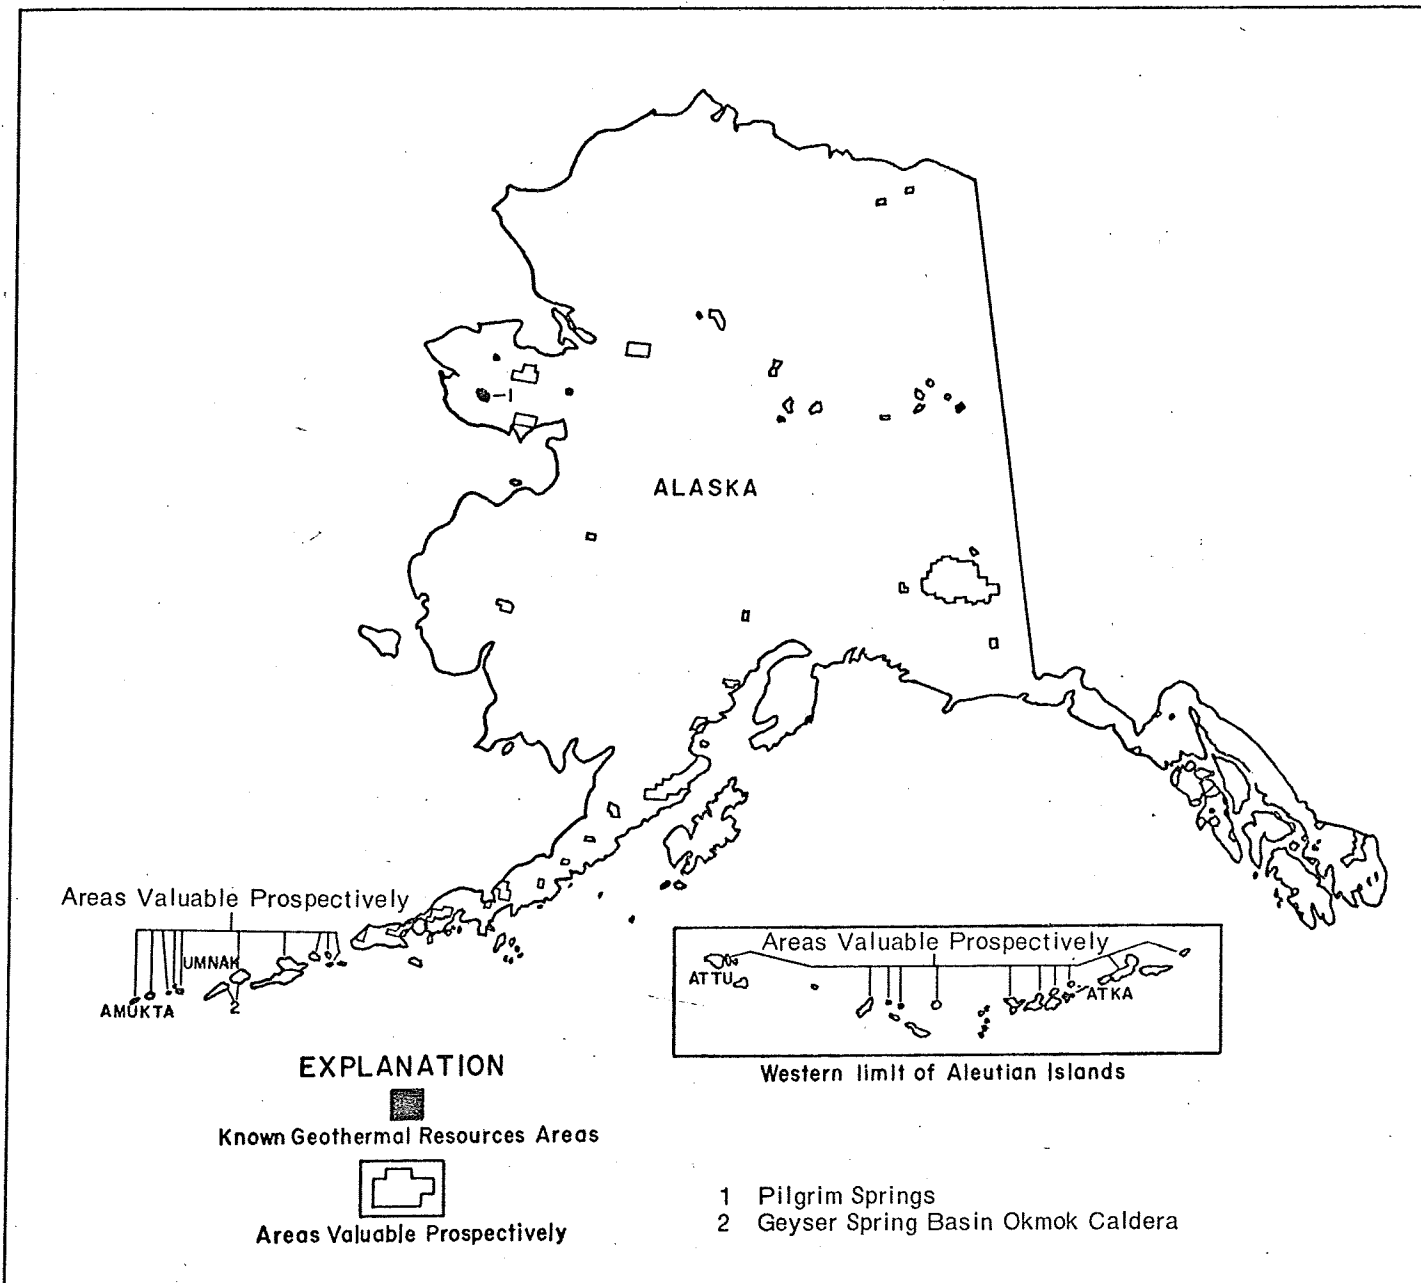 1
ALASKA
Areas Valuable Prospectively
UMNAK
AMUKTA
2
Areas Valuable Prospectively
ATTU
ATKA
Western limit of Aleutian Islands
EXPLANATION
Known Geothermal Resources Areas
Areas Valuable Prospectively
1 Pilgrim Springs
2 Geyser Spring Basin Okmok Caldera